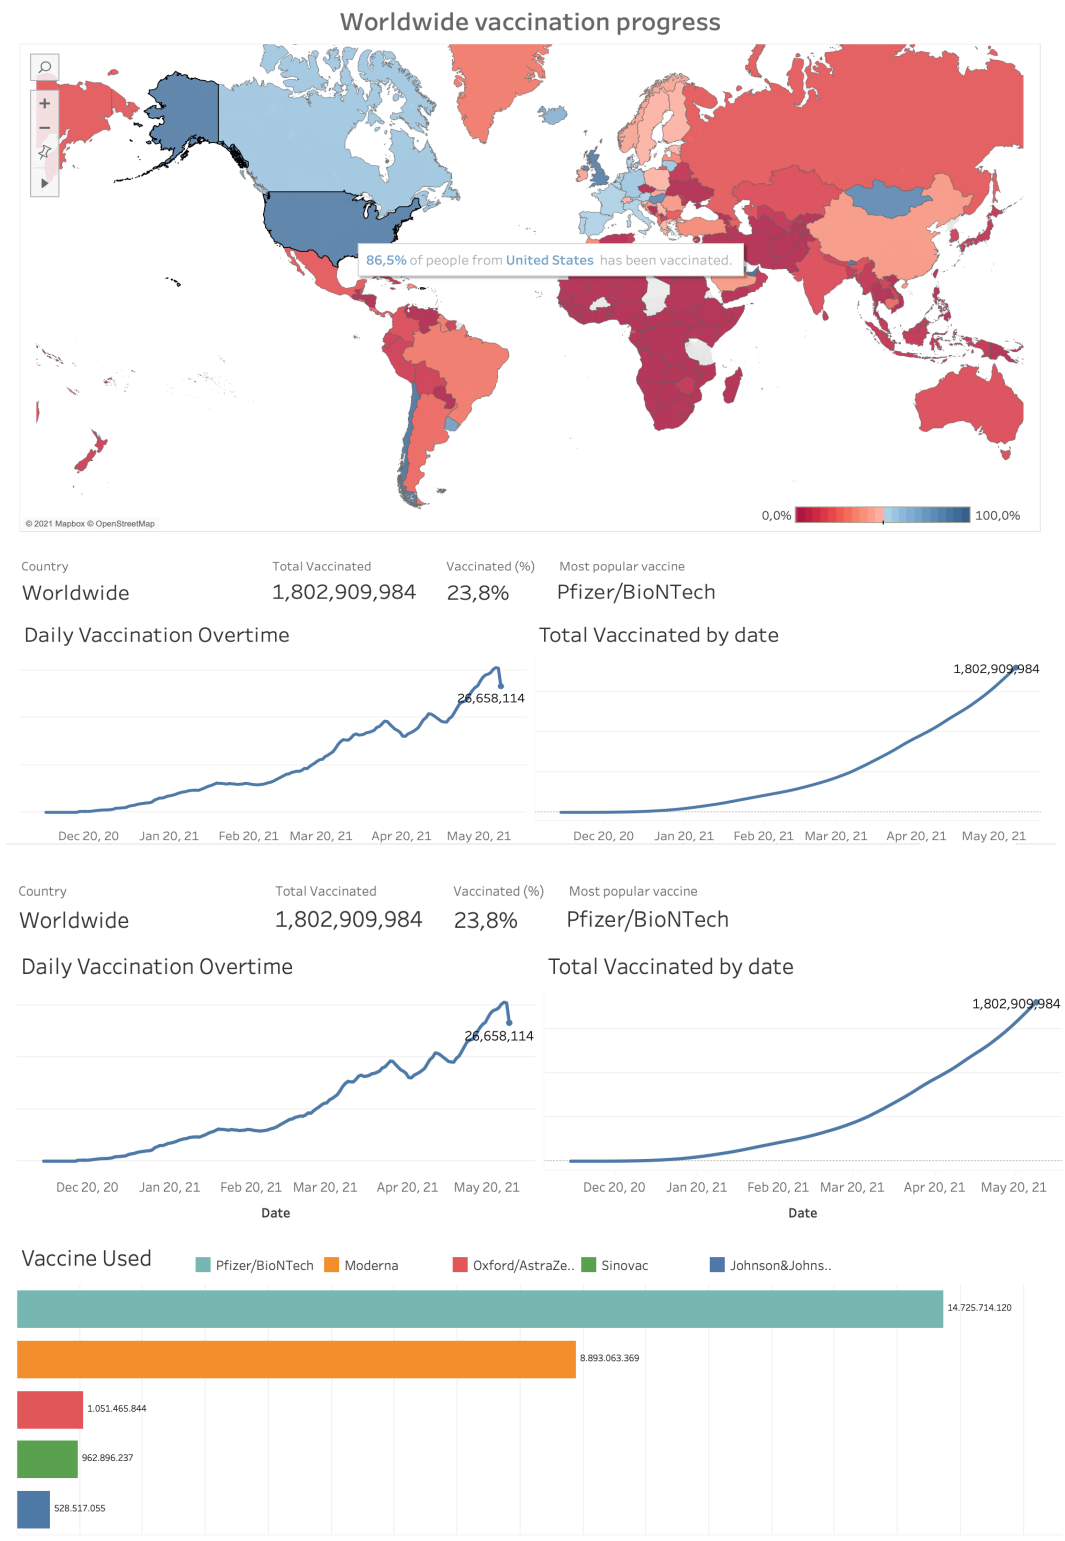 Worldwide vaccination progress
86,5% of people from United States has been vaccinated.
0,0% 100,0%
© 2021 Mapbox © OpenStreetMap
Country Total Vaccinated Vaccinated (%) Most popular vaccine
Worldwide 1,802,909,984 23,8% Pfizer/BioNTech
Daily Vaccination Overtime Total Vaccinated by date
26,658,114 1,802,909,984
Dec 20, 20 Jan 20, 21 Feb 20, 21 Mar 20, 21 Apr 20, 21 May 20, 21 Dec 20, 20 Jan 20, 21 Feb 20, 21 Mar 20, 21 Apr 20, 21 May 20, 21
Country Total Vaccinated Vaccinated (%) Most popular vaccine
Worldwide 1,802,909,984 23,8% Pfizer/BioNTech
Daily Vaccination Overtime Total Vaccinated by date
26,658,114 1,802,909,984
Dec 20, 20 Jan 20, 21 Feb 20, 21 Mar 20, 21 Apr 20, 21 May 20, 21 Dec 20, 20 Jan 20, 21 Feb 20, 21 Mar 20, 21 Apr 20, 21 May 20, 21
Date Date
Vaccine Used Pfizer/BioNTech Moderna Oxford/AstraZe.. Sinovac Johnson&Johns..
14.725.714.120
8.893.063.369
1.051.465.844
962.896.237
528.517.055